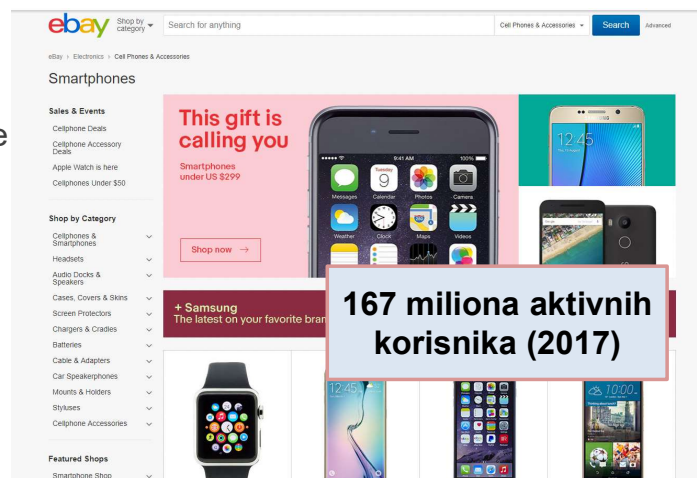 ebay
Shop by
category
Search for anything
Cell Phones & Accessories
Search
Advanced
eBay > Electronics > Cell Phones & Accessories
Smartphones
e
Sales & Events
Cellphone Deals
Cellphone Accessory
Deals
Apple Watch is here
Cellphones Under $50
Shop by Category
Cellphones &
Smartphones
Headsets
Audio Docks &
Speakers
Cases, Covers & Skins
Screen Protectors
Chargers & Cradles
Batteries
Cable & Adapters
Car Speakerphones
Mounts & Holders
Styluses
Cellphone Accessories
Featured Shops
Smartphone Shop
This gift is
calling you
Smartphones
under US $299
Shop now →
9:41 AM
100%
Tuesday
9
Messages
Calendar
Photos
Camera
Weather
Clock
Maps
Videos
12:45
+ Samsung
The latest on your favorite bran
167 miliona aktivnih
korisnika (2017)
12:45
10:00